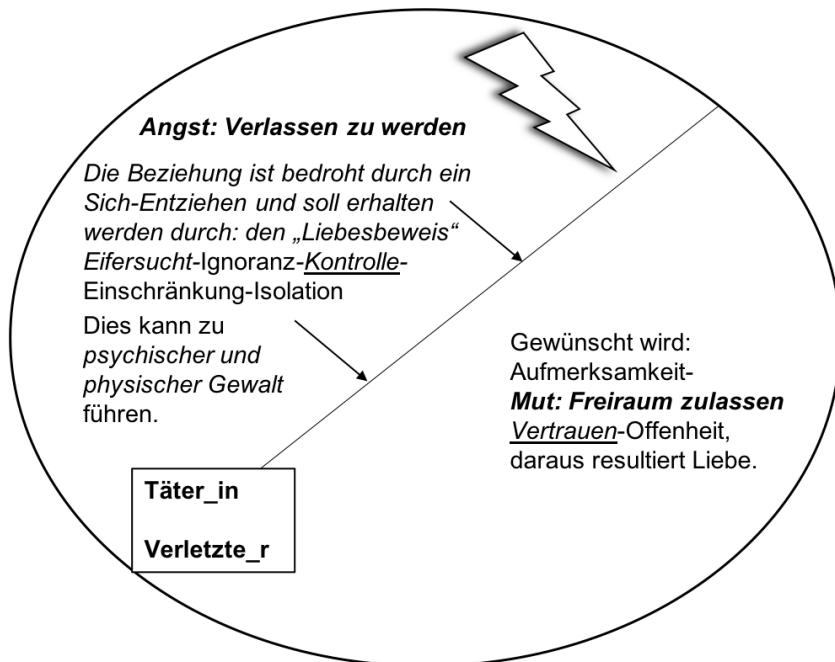 Angst: Verlassen zu werden
Die Beziehung ist bedroht durch ein
Sich-Entziehen und soll erhalten
werden durch: den „Liebesbeweis“
Eifersucht-Ignoranz-Kontrolle-
Einschränkung-Isolation
Dies kann zu
psychischer und
physischer Gewalt
führen.
Gewünscht wird:
Aufmerksamkeit-
Mut: Freiraum zulassen
Vertrauen-Offenheit,
daraus resultiert Liebe.
Täter_in
Verletzte_r